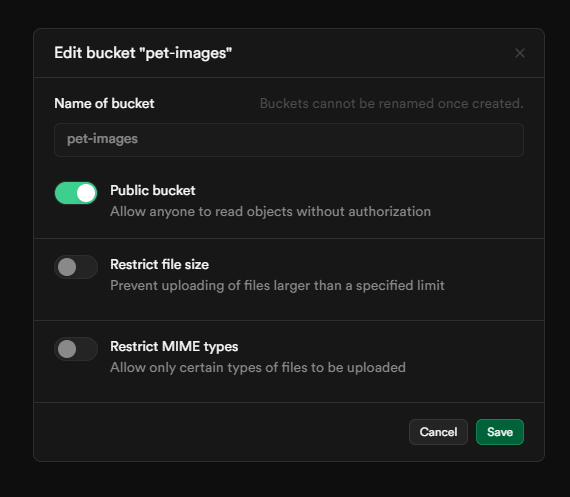 Edit bucket "pet-images"
Name of bucket
Buckets cannot be renamed once created.
pet-images
Public bucket
Allow anyone to read objects without authorization
Restrict file size
Prevent uploading of files larger than a specified limit
Restrict MIME types
Allow only certain types of files to be uploaded
Cancel
Save